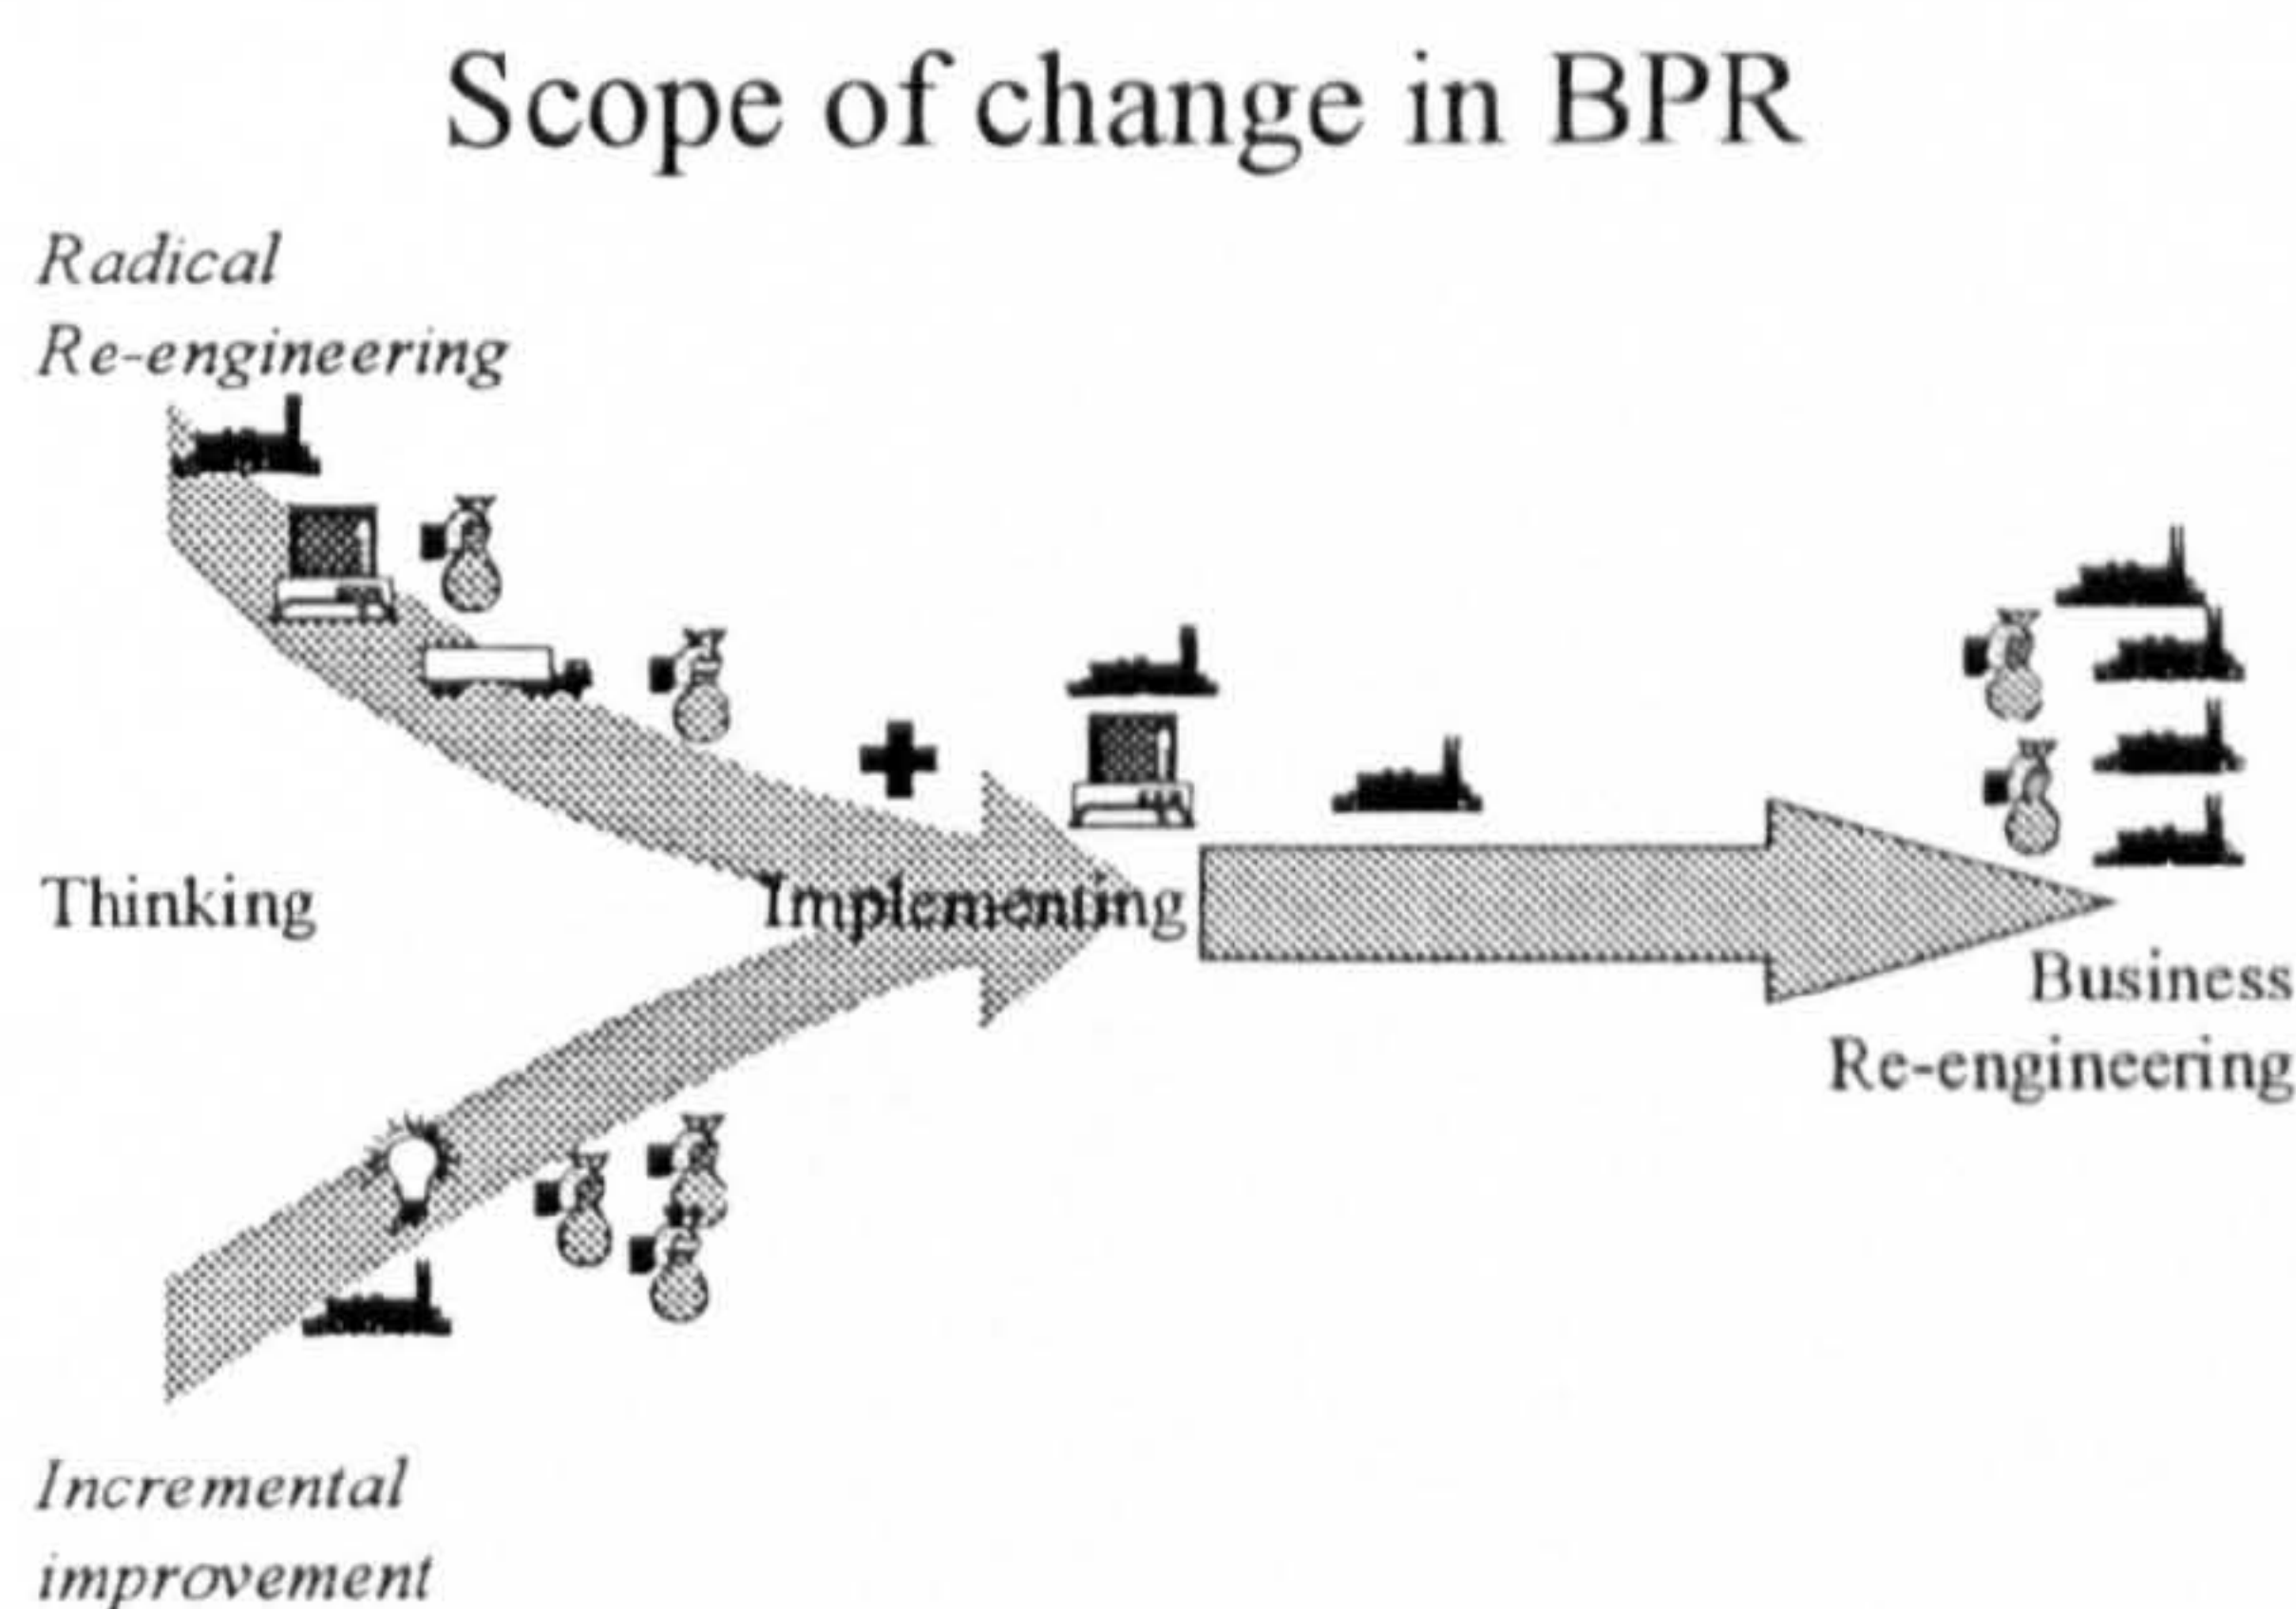 Scope of change in BPR
Radical
Re-engineering
Thinking
Implementing
Business
Re-engineering
Incremental
improvement